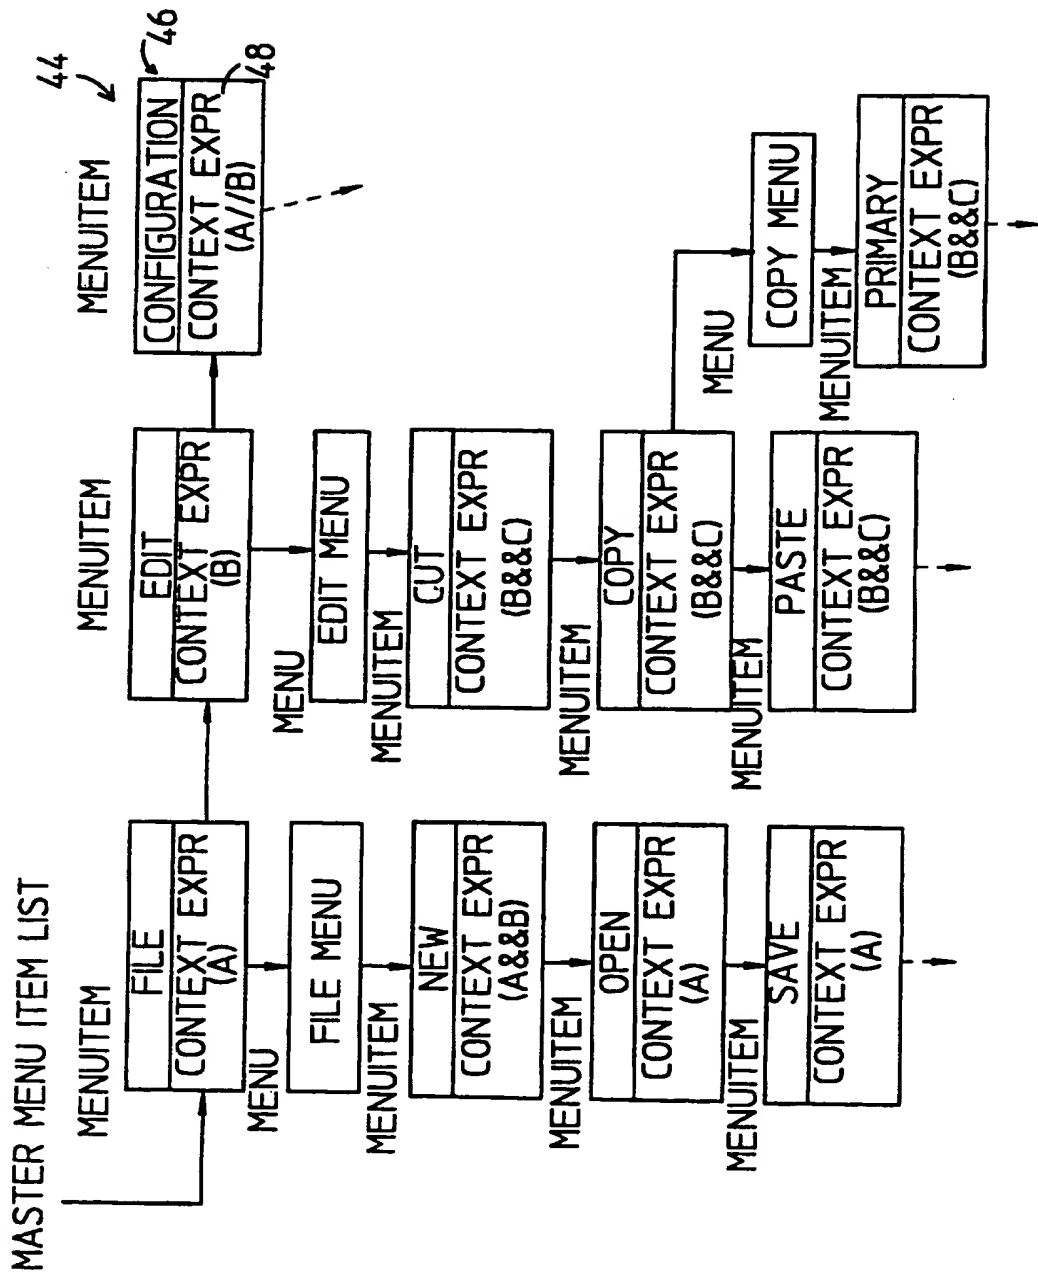 MASTER MENU ITEM LIST
44
46
MENUITEM
FILE
CONTEXT EXPR
(A)
MENUITEM
EDIT
CONTEXT EXPR
(B)
MENUITEM
CONFIGURATION
CONTEXT EXPR
(A//B)
48
MENU
FILE MENU
MENUITEM
NEW
CONTEXT EXPR
(A&&B)
MENUITEM
OPEN
CONTEXT EXPR
(A)
MENUITEM
SAVE
CONTEXT EXPR
(A)
MENU
EDIT MENU
MENUITEM
CUT
CONTEXT EXPR
(B&&C)
MENUITEM
COPY
CONTEXT EXPR
(B&&C)
MENUITEM
PASTE
CONTEXT EXPR
(B&&C)
MENU
COPY MENU
MENUITEM
PRIMARY
CONTEXT EXPR
(B&&C)